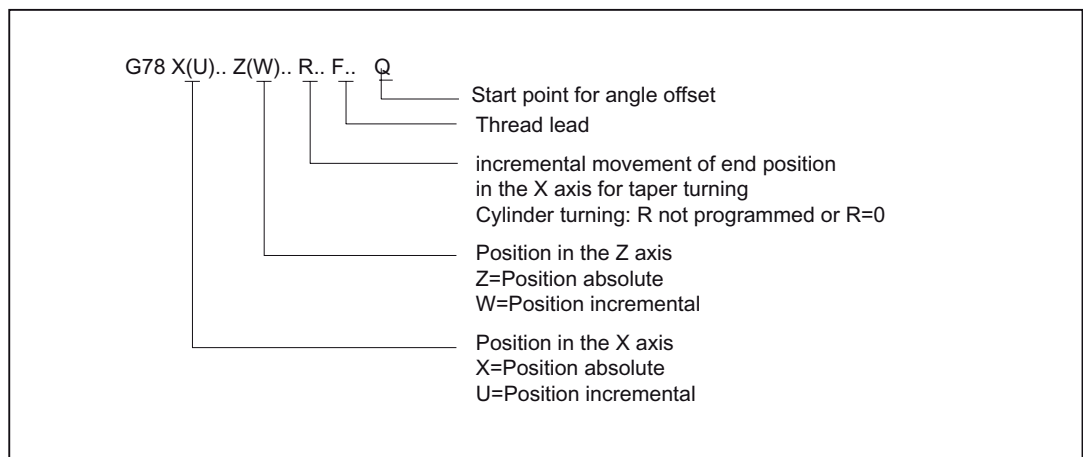 G78 X(U).. Z(W).. R.. F.. Q
Start point for angle offset
Thread lead
incremental movement of end position
in the X axis for taper turning
Cylinder turning: R not programmed or R=0
Position in the Z axis
Z=Position absolute
W=Position incremental
Position in the X axis
X=Position absolute
U=Position incremental